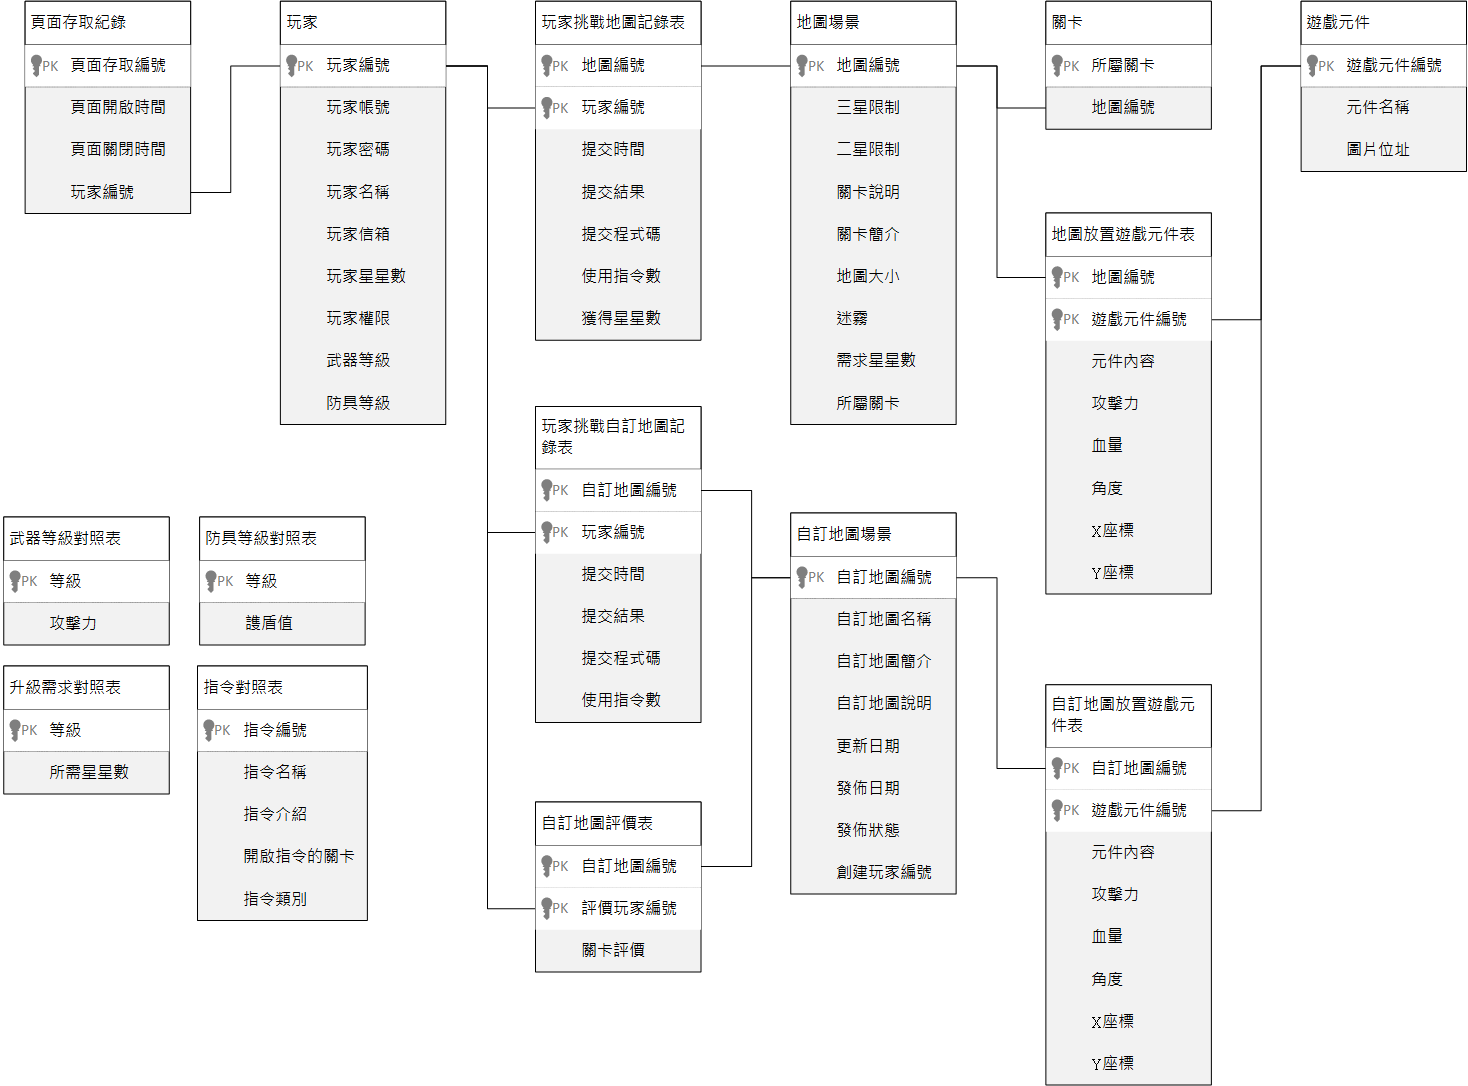 頁面存取紀錄
PK 頁面存取編號
頁面開啟時間
頁面關閉時間
玩家編號
玩家
PK 玩家編號
玩家帳號
玩家密碼
玩家名稱
玩家信箱
玩家星星數
玩家權限
武器等級
防具等級
玩家挑戰地圖記錄表
PK 地圖編號
PK 玩家編號
提交時間
提交結果
提交程式碼
使用指令數
獲得星星數
地圖場景
PK 地圖編號
三星限制
二星限制
關卡說明
關卡簡介
地圖大小
迷霧
需求星星數
所屬關卡
關卡
PK 所屬關卡
地圖編號
遊戲元件
PK 遊戲元件編號
元件名稱
圖片位址
地圖放置遊戲元件表
PK 地圖編號
PK 遊戲元件編號
元件內容
攻擊力
血量
角度
X座標
Y座標
玩家挑戰自訂地圖記
錄表
PK 自訂地圖編號
PK 玩家編號
提交時間
提交結果
提交程式碼
使用指令數
自訂地圖場景
PK 自訂地圖編號
自訂地圖名稱
自訂地圖簡介
自訂地圖說明
更新日期
發佈日期
發佈狀態
創建玩家編號
武器等級對照表
PK 等級
攻擊力
防具等級對照表
PK 等級
護盾值
升級需求對照表
PK 等級
所需星星數
指令對照表
PK 指令編號
指令名稱
指令介紹
開啟指令的關卡
指令類別
自訂地圖評價表
PK 自訂地圖編號
PK 評價玩家編號
關卡評價
自訂地圖放置遊戲元
件表
PK 自訂地圖編號
PK 遊戲元件編號
元件內容
攻擊力
血量
角度
X座標
Y座標